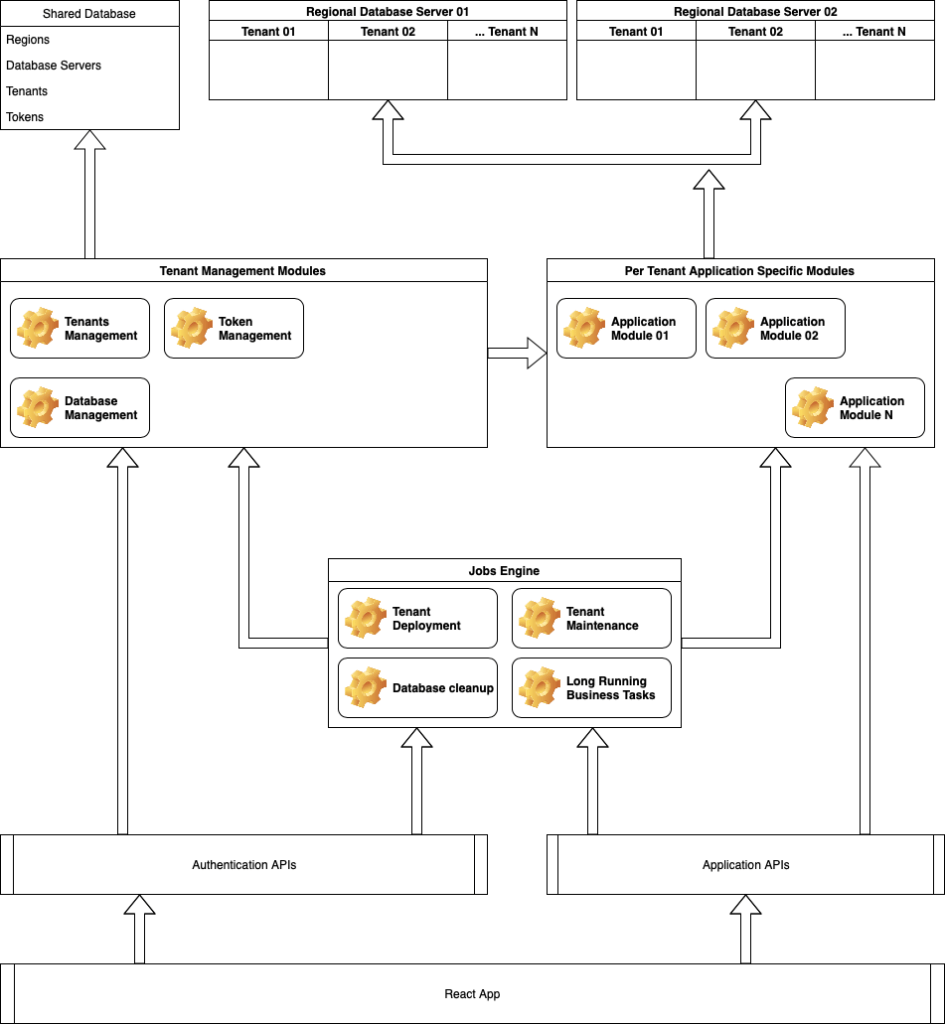 Shared Database
Regions
Database Servers
Tenants
Tokens
Regional Database Server 01
Tenant 01
Tenant 02
... Tenant N
Regional Database Server 02
Tenant 01
Tenant 02
... Tenant N
Tenant Management Modules
Tenants
Management
Token
Management
Database
Management
Per Tenant Application Specific Modules
Application
Module 01
Application
Module 02
Application
Module N
Jobs Engine
Tenant
Deployment
Tenant
Maintenance
Database cleanup
Long Running
Business Tasks
Authentication APIs
Application APIs
React App